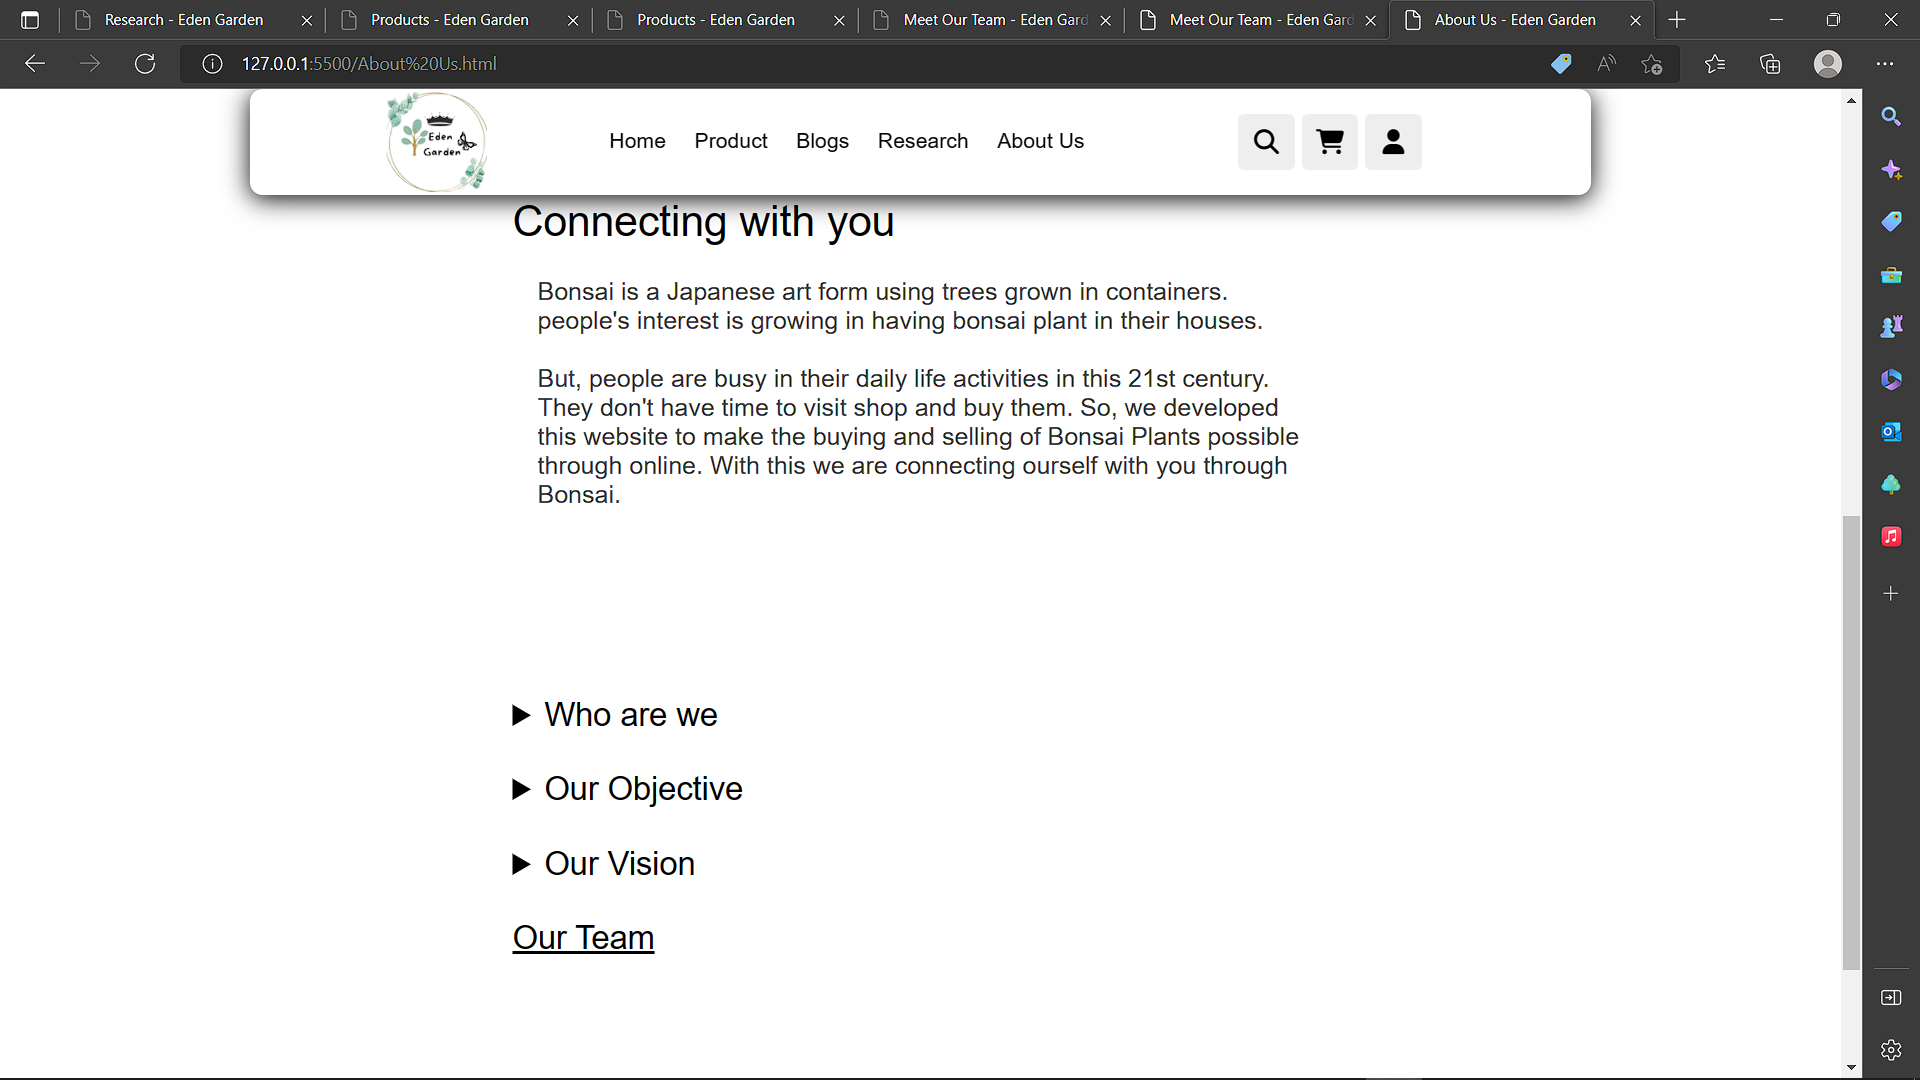 Research - Eden Garden
Products - Eden Garden
Products - Eden Garden
Meet Our Team - Eden Gard
Meet Our Team - Eden Gard
About Us - Eden Garden
127.0.0.1:5500/About%20Us.html
Eden
Garden
Home
Product
Blogs
Research
About Us
Connecting with you
Bonsai is a Japanese art form using trees grown in containers.
people's interest is growing in having bonsai plant in their houses.
But, people are busy in their daily life activities in this 21st century.
They don't have time to visit shop and buy them. So, we developed
this website to make the buying and selling of Bonsai Plants possible
through online. With this we are connecting ourself with you through
Bonsai.
Who are we
Our Objective
Our Vision
Our Team